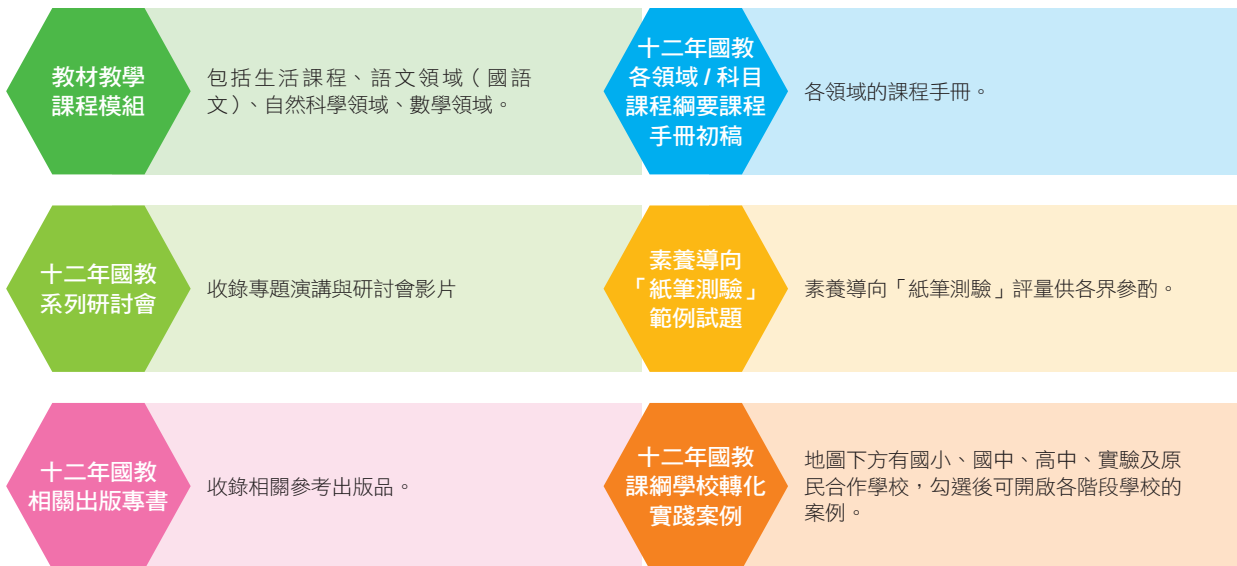 教材教學
課程模組
包括生活課程、語文領域（國語
文）、自然科學領域、數學領域。
十二年國教
各領域 / 科目
課程綱要課程
手冊初稿
各領域的課程手冊。
十二年國教
系列研討會
收錄專題演講與研討會影片
素養導向
「紙筆測驗」
範例試題
素養導向「紙筆測驗」評量供各界參酌。
十二年國教
相關出版專書
收錄相關參考出版品。
十二年國教
課綱學校轉化
實踐案例
地圖下方有國小、國中、高中、實驗及原
民合作學校，勾選後可開啟各階段學校的
案例。